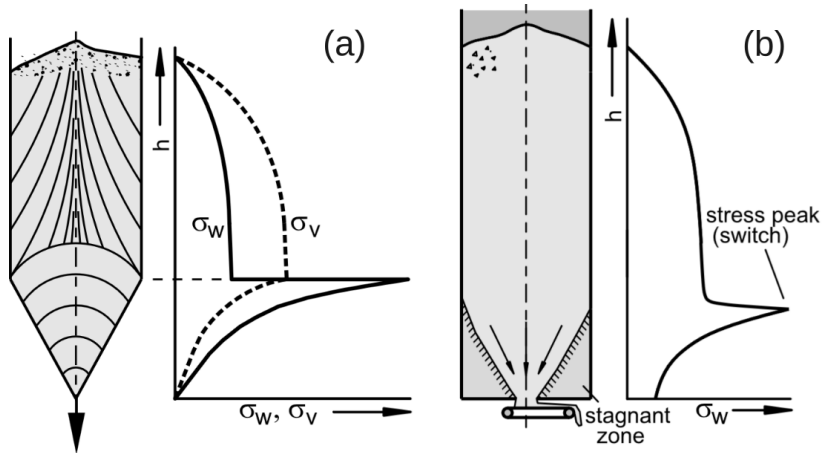 (a)
h
σw
σv
σw, σv
(b)
h
stress peak
(switch)
stagnant
zone
σw